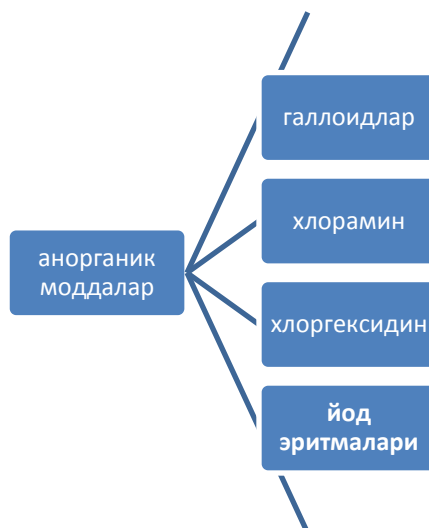 анорганик
моддалар
галлоидлар
хлорамин
хлоргексидин
йод
эритмалари